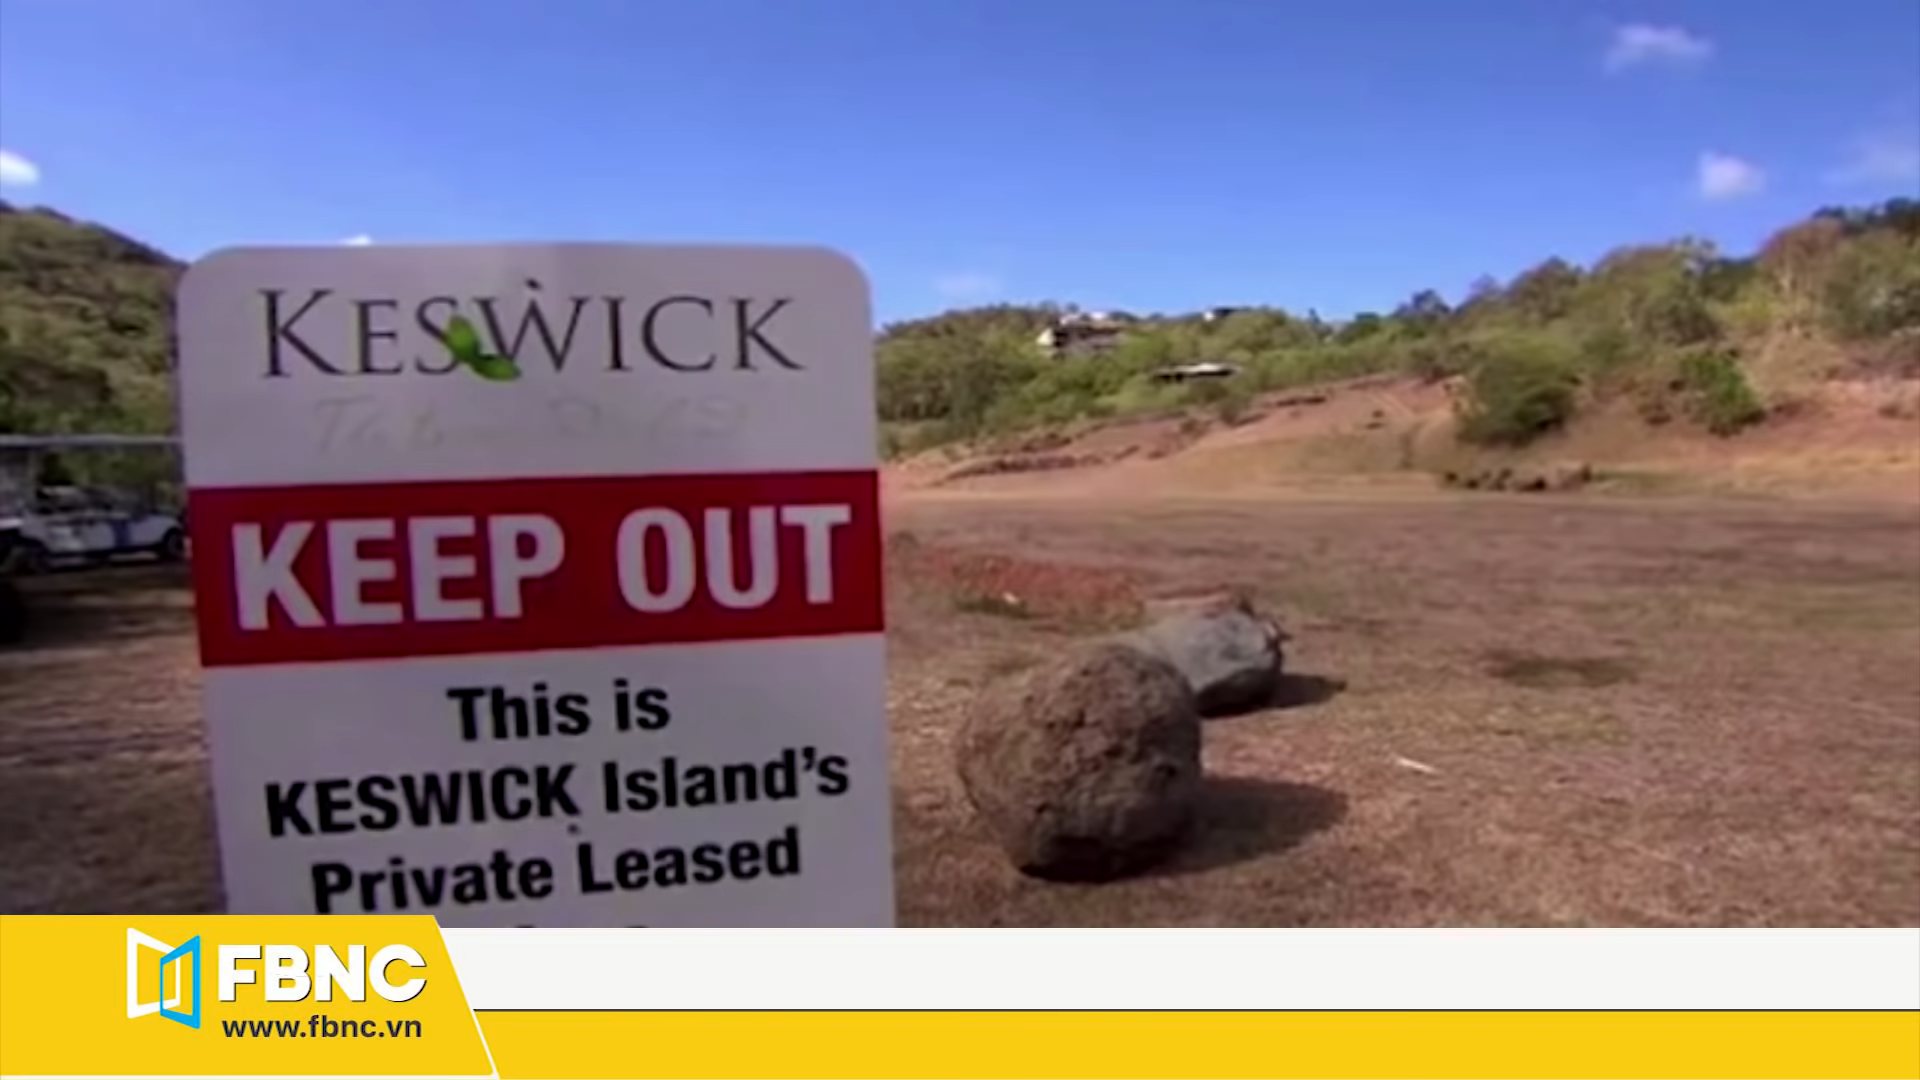 KESWICK
KEEP OUT
This is
KESWICK Island's
Private Leased
FBNC
www.fbnc.vn